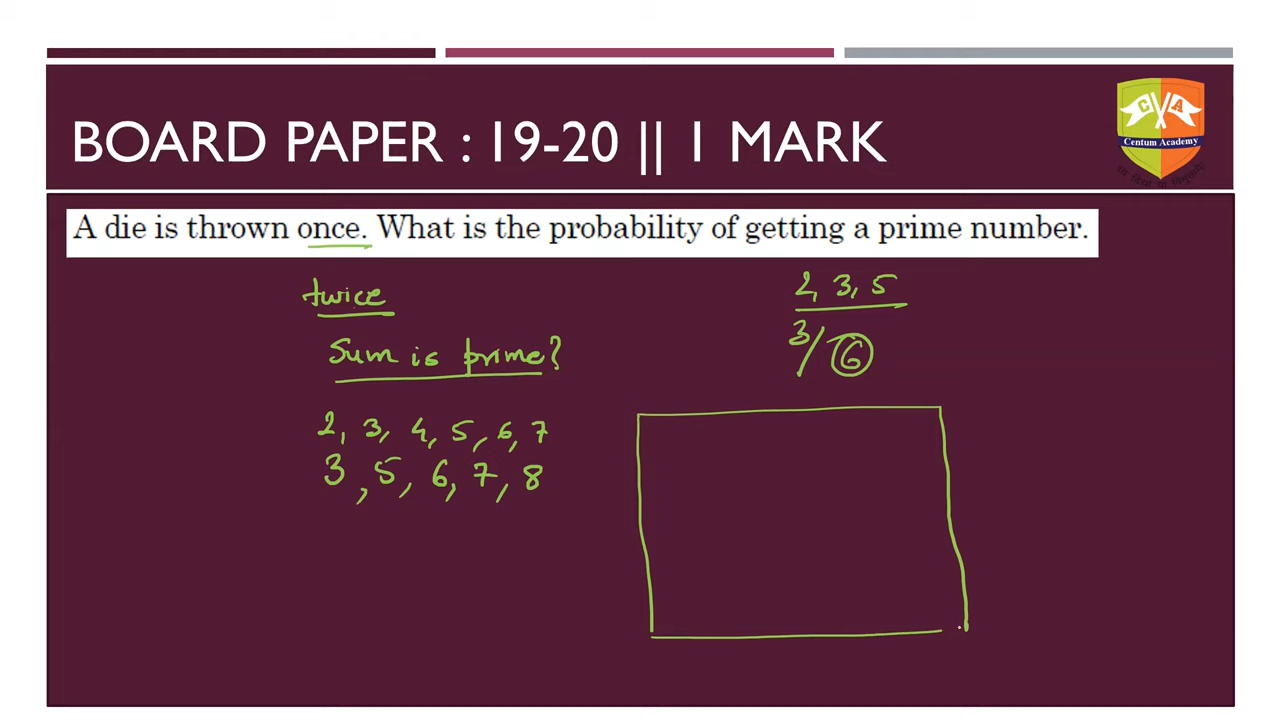 BOARD PAPER : 19-20 || 1 MARK
C A
Centum Academy
A die is thrown once. What is the probability of getting a prime number.
twice
Sum is prime?
2, 3, 4, 5, 6, 7
3, 5, 6, 7, 8
2, 3, 5
3/6